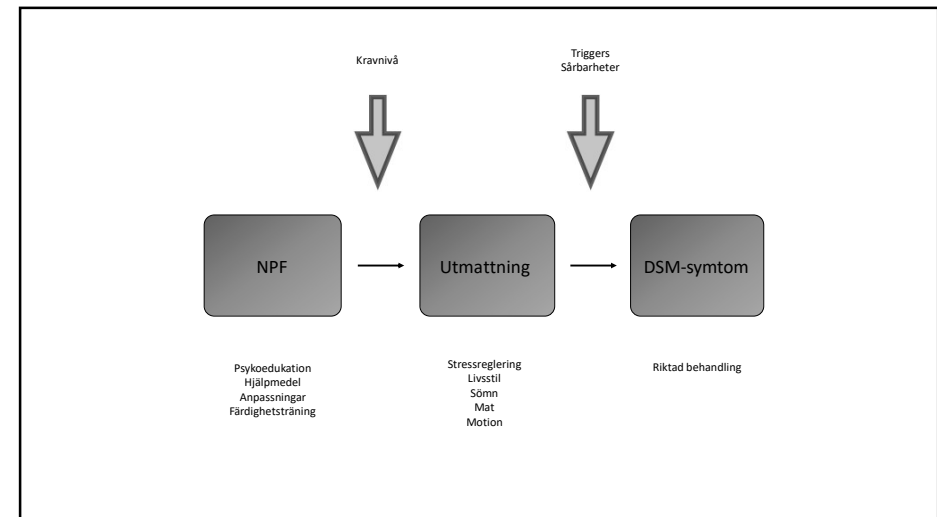 Kravnivå
Triggers
Sårbarheter
NPF
Utmattning
DSM-symtom
Psykoedukation
Hjälpmedel
Anpassningar
Färdighetsträning
Stressreglering
Livsstil
Sömn
Mat
Motion
Riktad behandling